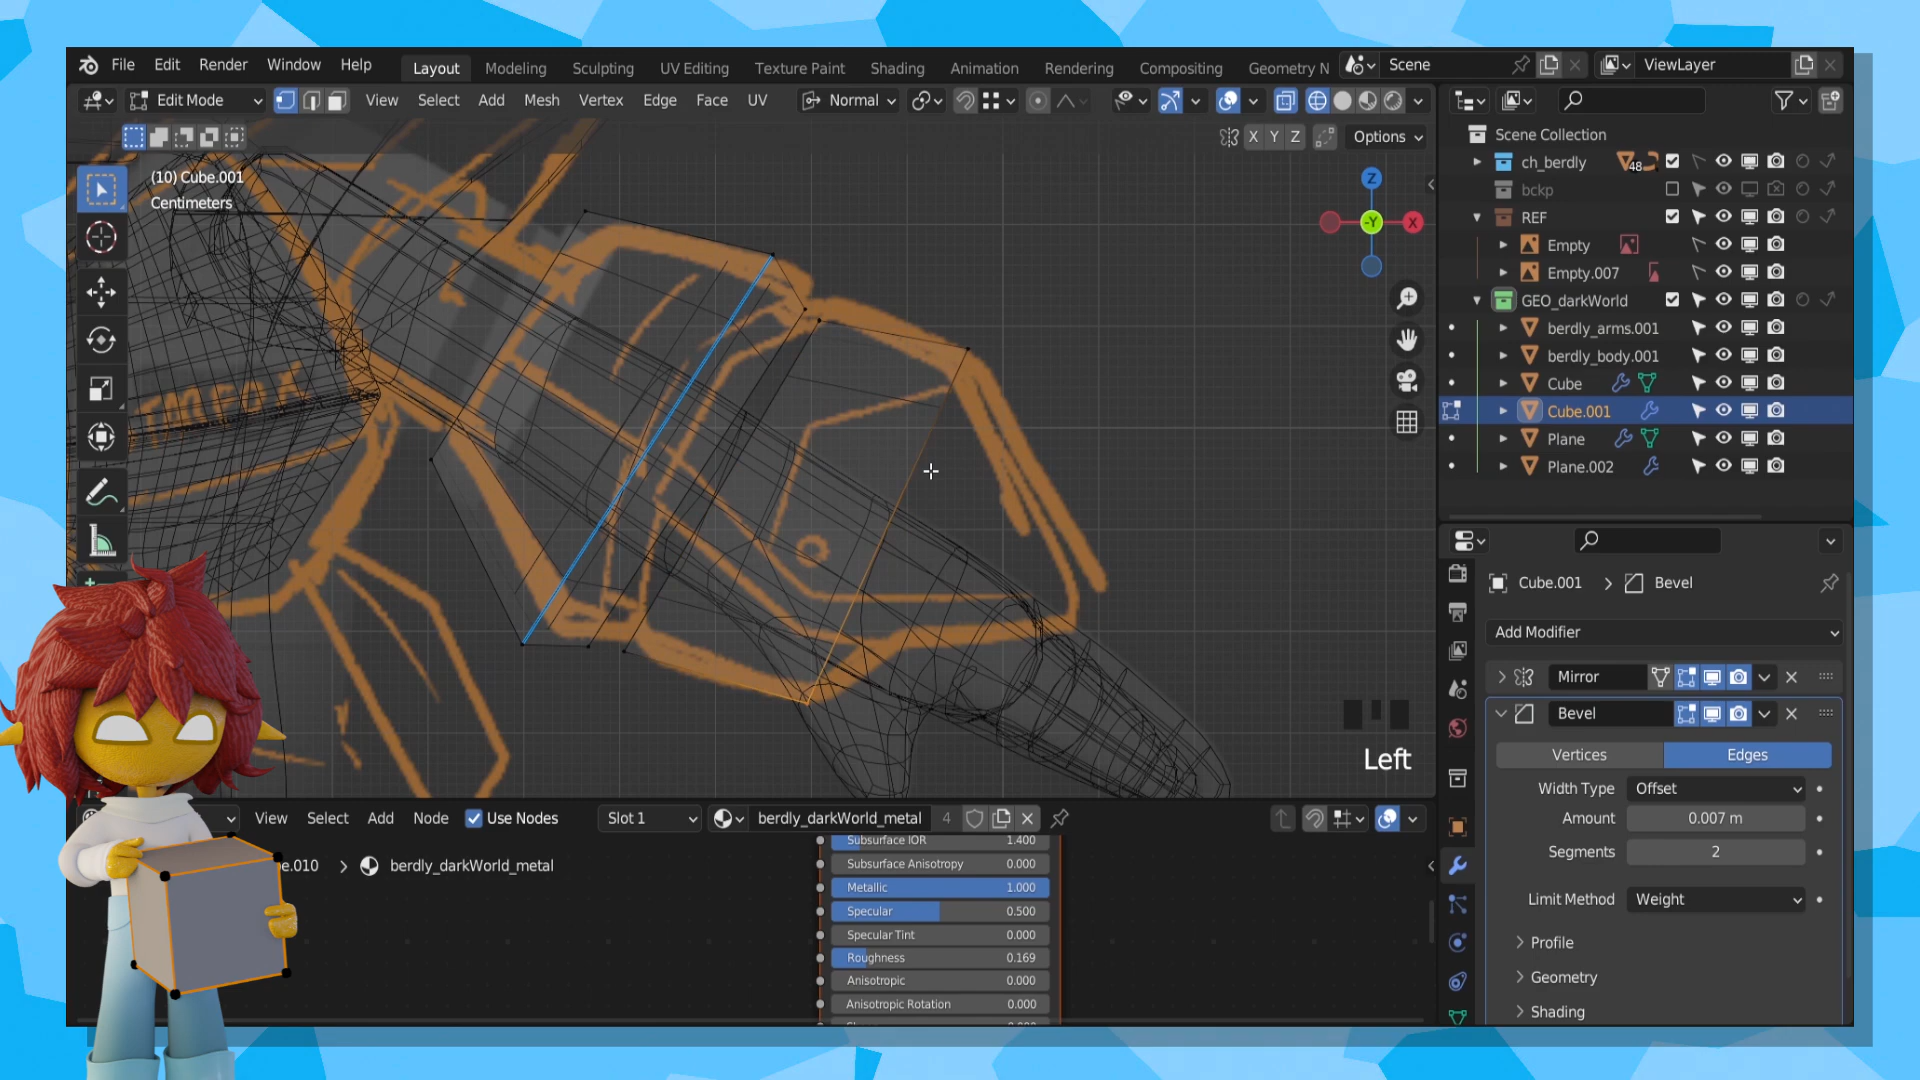 File Edit Render Window Help Layout Modeling Sculpting UV Editing Texture Paint Shading Animation Rendering Compositing Geometry N Scene ViewLayer
Edit Mode View Select Add Mesh Vertex Edge Face UV Normal
X Y Z Options
(10) Cube.001
Centimeters
Z
-Y
X
Left
Scene Collection
ch_berdly 48
bckp
REF
Empty
Empty.007
GEO_darkWorld
berdly_arms.001
berdly_body.001
Cube
Cube.001
Plane
Plane.002
Cube.001 > Bevel
Add Modifier
Mirror
Bevel
Vertices Edges
Width Type Offset
Amount 0.007 m
Segments 2
Limit Method Weight
Profile
Geometry
Shading
View Select Add Node Use Nodes Slot 1 berdly_darkWorld_metal 4
e.010 > berdly_darkWorld_metal
Subsurface IOR 1.400
Subsurface Anisotropy 0.000
Metallic 1.000
Specular 0.500
Specular Tint 0.000
Roughness 0.169
Anisotropic 0.000
Anisotropic Rotation 0.000